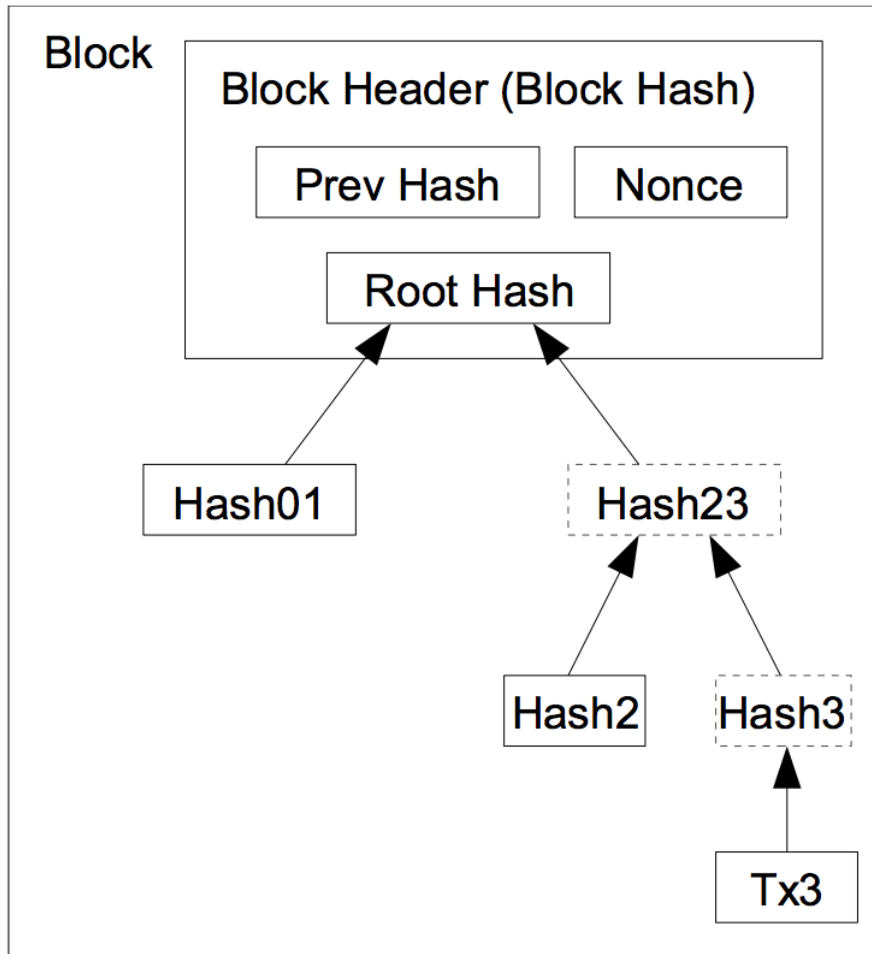 Block
Block Header (Block Hash)
Prev Hash
Nonce
Root Hash
Hash01
Hash23
Hash2
Hash3
Tx3